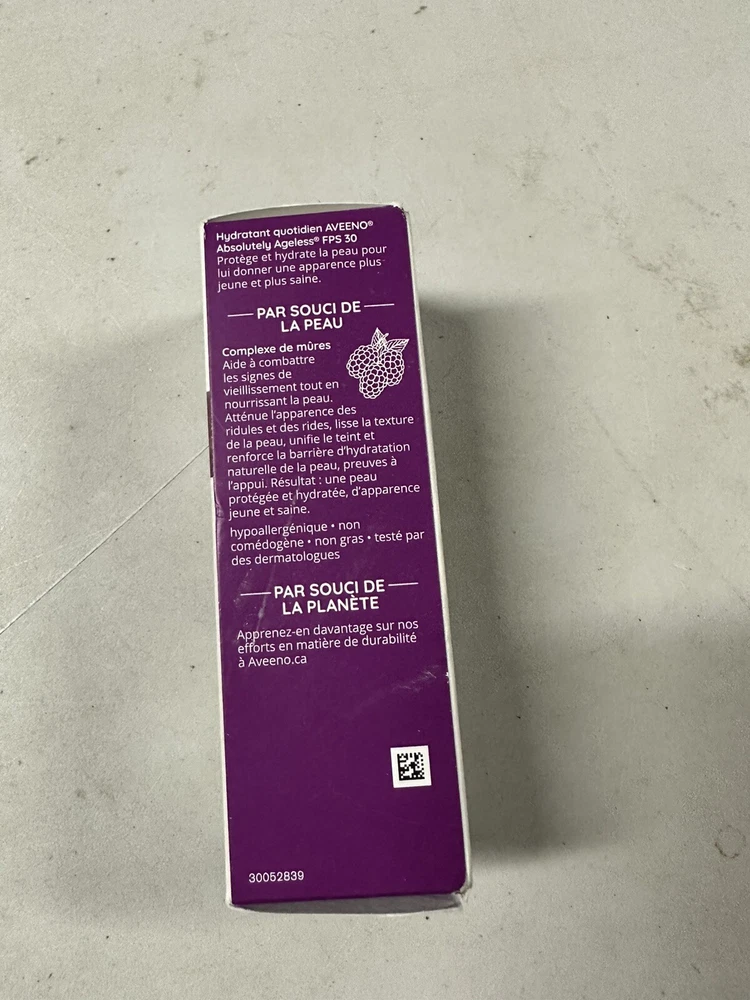 Hydratant quotidien AVEENO®
Absolutely Ageless® FPS 30
Protège et hydrate la peau pour
lui donner une apparence plus
jeune et plus saine.
PAR SOUCI DE
LA PEAU
Complexe de mûres
Aide à combattre
les signes de
vieillissement tout en
nourrissant la peau.
Atténue l'apparence des
ridules et des rides, lisse la texture
de la peau, unifie le teint et
renforce la barrière d'hydratation
naturelle de la peau, preuves à
l'appui. Résultat : une peau
protégée et hydratée, d'apparence
jeune et saine.
hypoallergénique • non
comédogène • non gras • testé par
des dermatologues
PAR SOUCI DE
LA PLANÈTE
Apprenez-en davantage sur nos
efforts en matière de durabilité
à Aveeno.ca
30052839